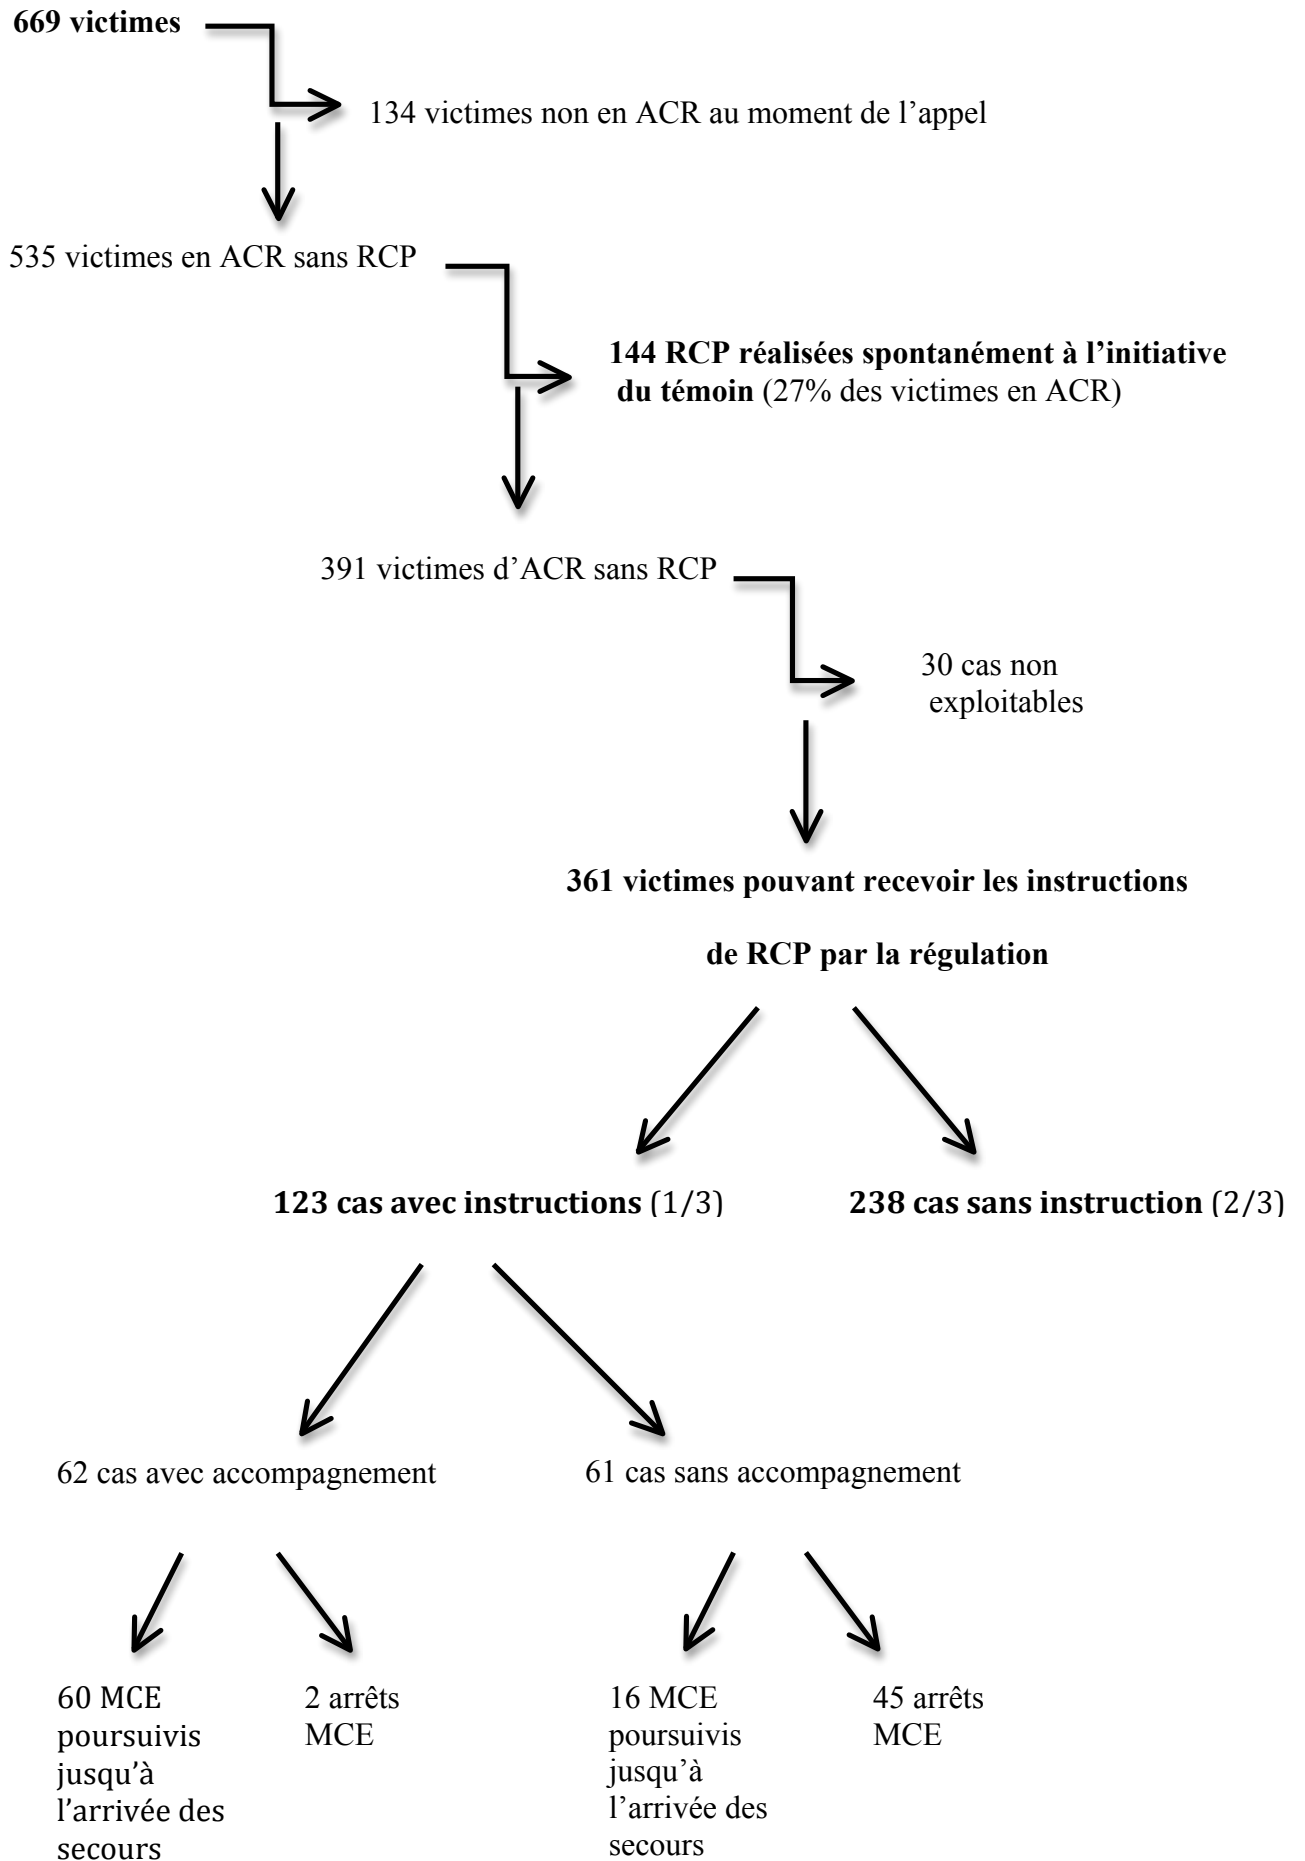 669 victimes
134 victimes non en ACR au moment de l’appel
535 victimes en ACR sans RCP
144 RCP réalisées spontanément à l’initiative
du témoin (27% des victimes en ACR)
391 victimes d’ACR sans RCP
30 cas non
exploitables
361 victimes pouvant recevoir les instructions
de RCP par la régulation
123 cas avec instructions (1/3)
238 cas sans instruction (2/3)
62 cas avec accompagnement
61 cas sans accompagnement
60 MCE
poursuivis
jusqu’à
l’arrivée des
secours
2 arrêts
MCE
16 MCE
poursuivis
jusqu’à
l’arrivée des
secours
45 arrêts
MCE